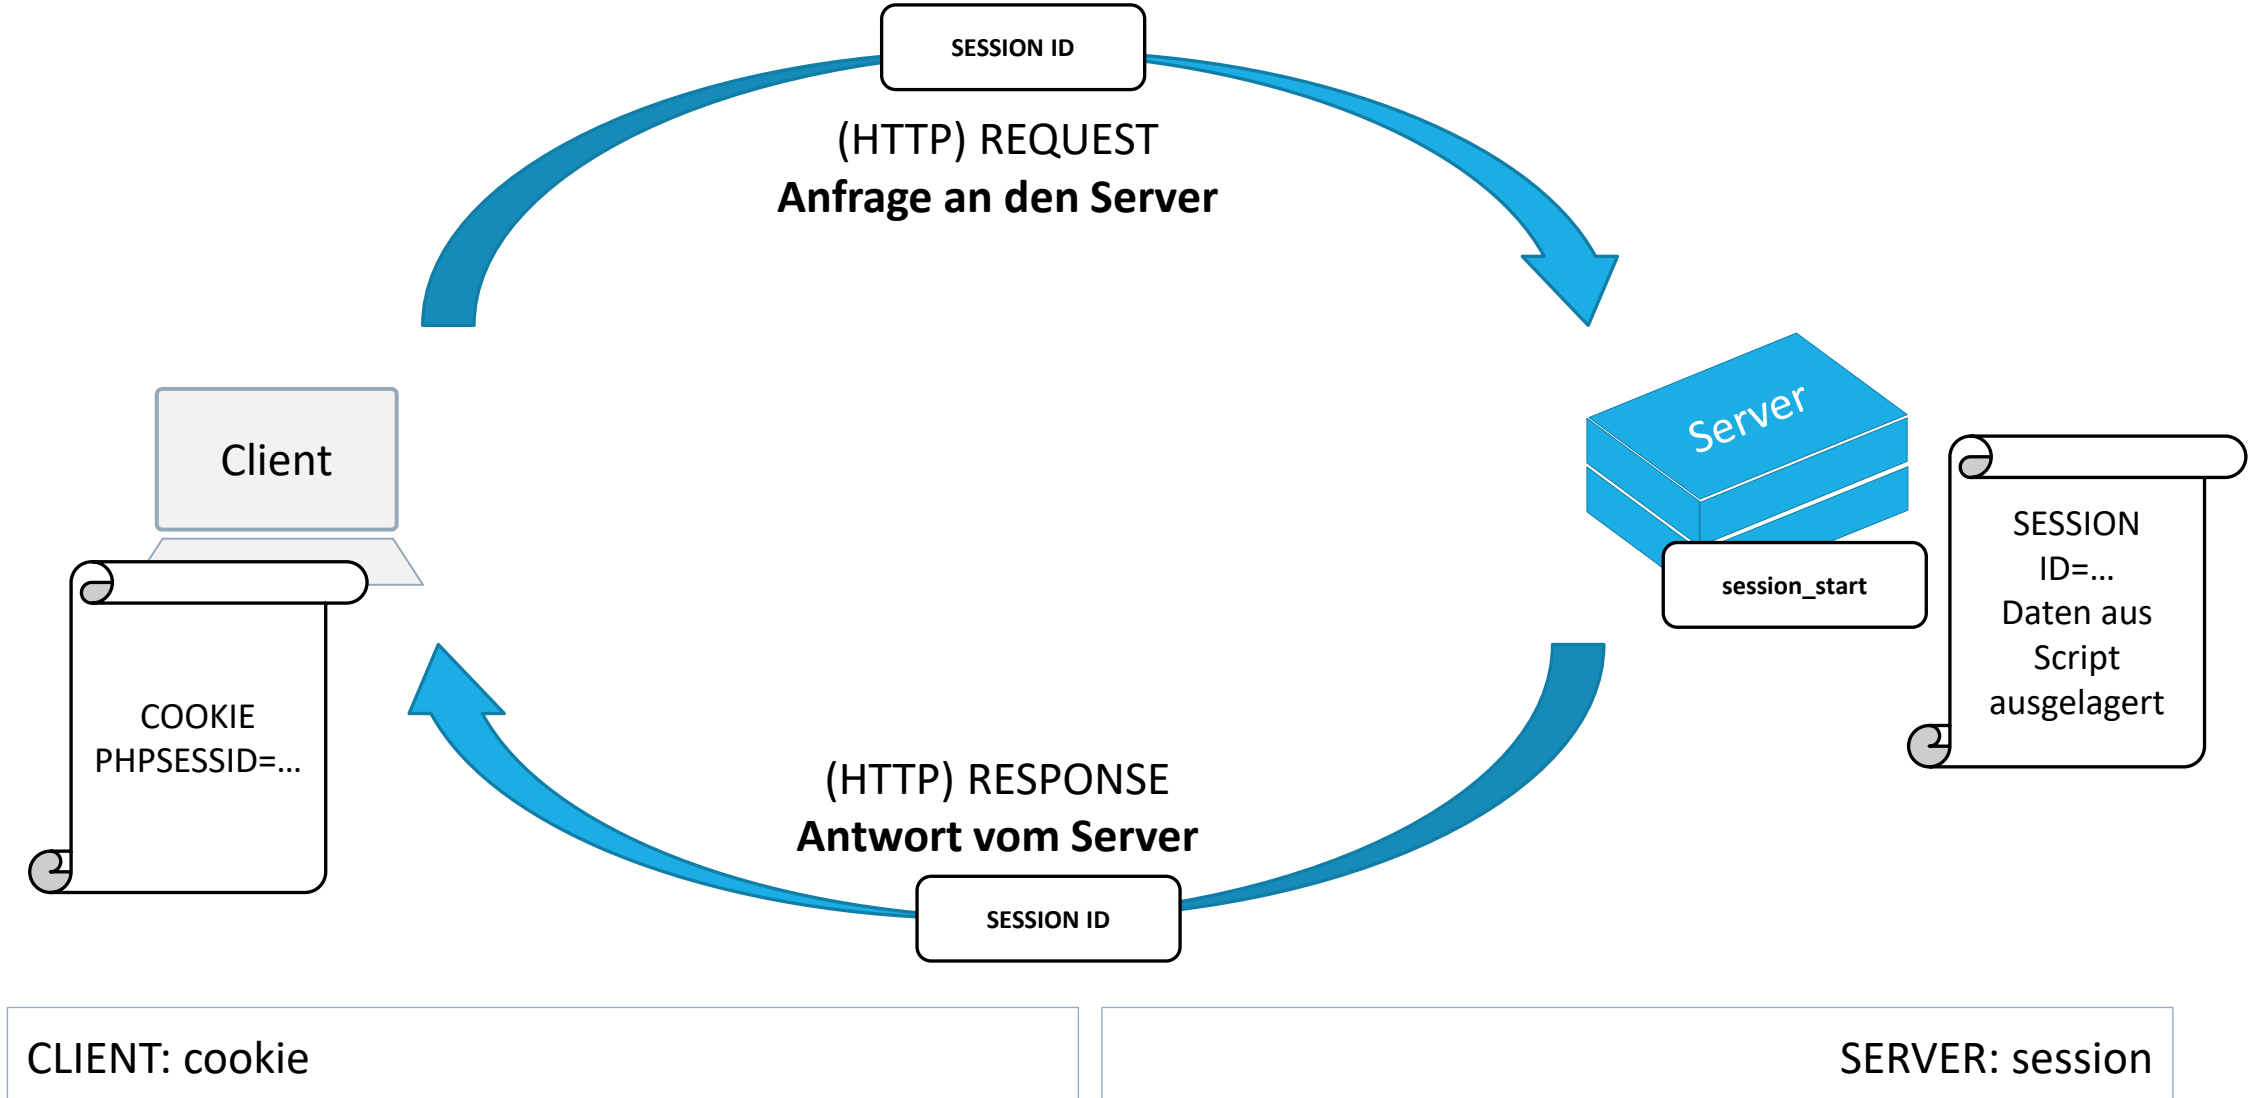 SESSION ID
(HTTP) REQUEST
Anfrage an den Server
Client
Server
session_start
SESSION
ID=...
Daten aus
Script
ausgelagert
COOKIE
PHPSESSID=...
(HTTP) RESPONSE
Antwort vom Server
SESSION ID
CLIENT: cookie
SERVER: session